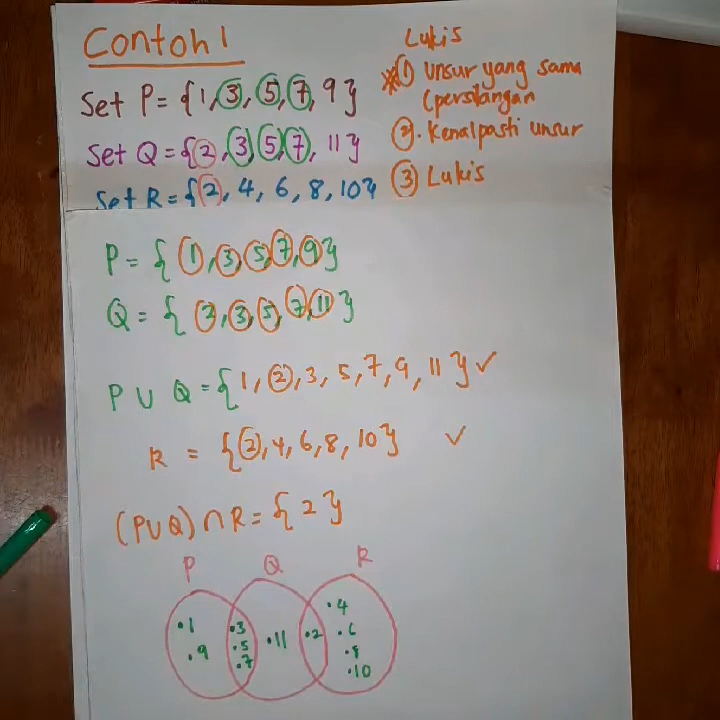 Contoh 1
Set P = {1, 3, 5, 7, 9}
Set Q = {2, 3, 5, 7, 11}
Set R = {2, 4, 6, 8, 10}
Lukis
* ① Unsur yang sama
(persilangan
②. Kenalpasti unsur
③ Lukis
P = {1, 3, 5, 7, 9}
Q = {2, 3, 5, 7, 11}
P ∪ Q = {1, 2, 3, 5, 7, 9, 11} ✓
R = {2, 4, 6, 8, 10} ✓
(P∪Q) ∩ R = {2}
P Q R
.1
.9
.3
.5
.7
.11
.2
.4
.6
.8
.10